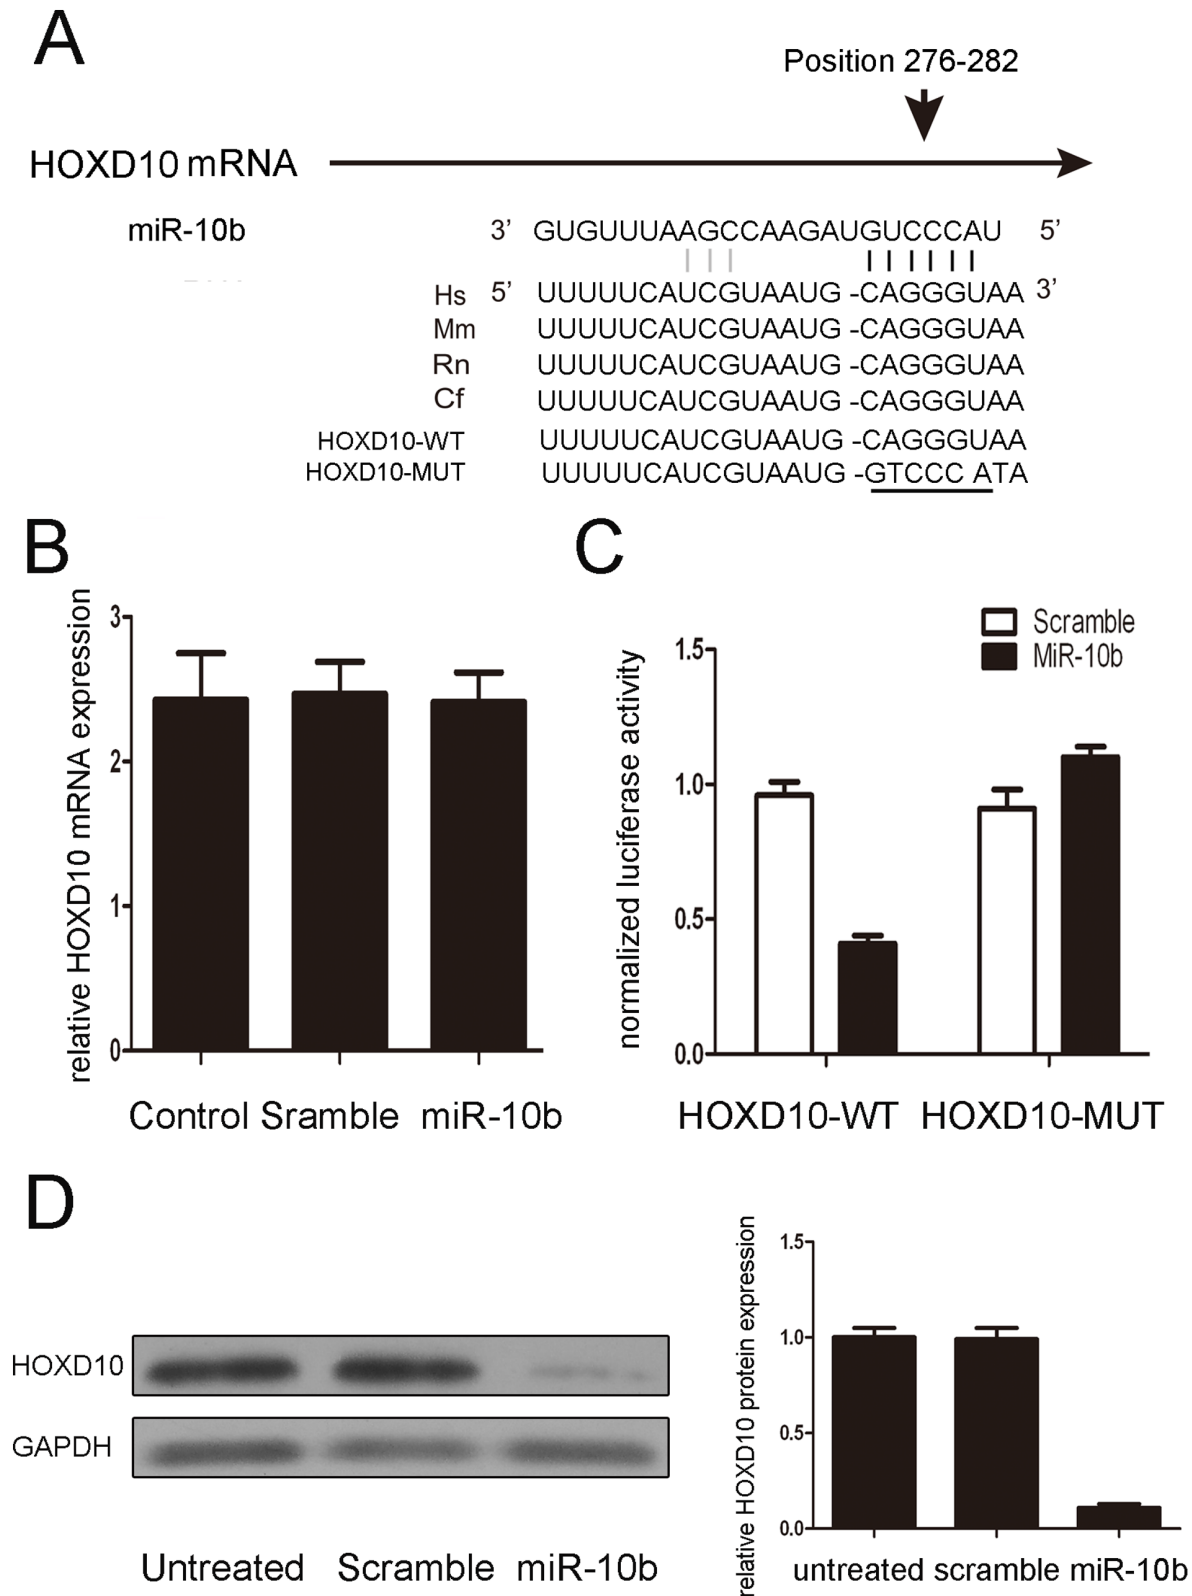 A
Position 276-282
HOXD10 mRNA
miR-10b 3’ GUGUUUAAGCCAAGAUGUCCCAU 5’
Hs 5’ UUUUUCAUCGUAAUG -CAGGGUAA 3’
Mm UUUUUCAUCGUAAUG -CAGGGUAA
Rn UUUUUCAUCGUAAUG -CAGGGUAA
Cf UUUUUCAUCGUAAUG -CAGGGUAA
HOXD10-WT UUUUUCAUCGUAAUG -CAGGGUAA
HOXD10-MUT UUUUUCAUCGUAAUG -GTCCC ATA
B
relative HOXD10 mRNA expression
3
2
1
0
Control Sramble miR-10b
C
normalized luciferase activity
Scramble
MiR-10b
1.5
1.0
0.5
0.0
HOXD10-WT HOXD10-MUT
D
HOXD10
GAPDH
Untreated Scramble miR-10b
relative HOXD10 protein expression
1.5
1.0
0.5
0.0
untreated scramble miR-10b